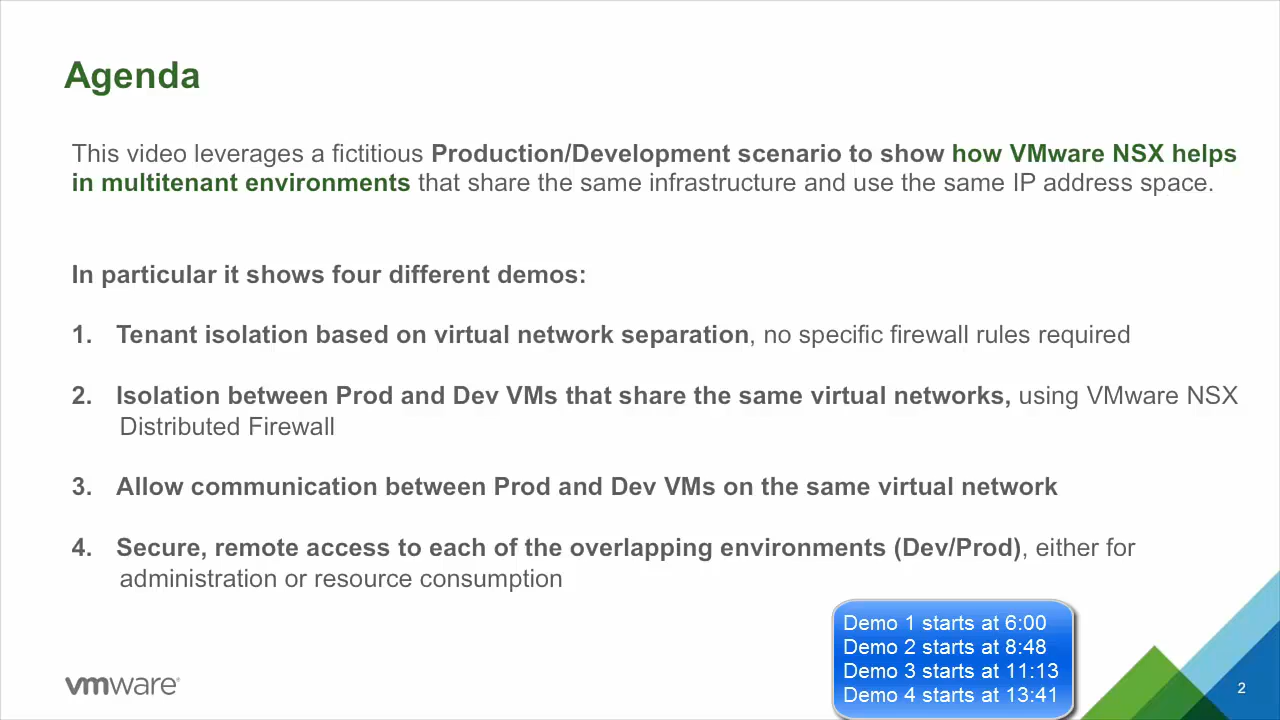 Agenda
This video leverages a fictitious Production/Development scenario to show how VMware NSX helps
in multitenant environments that share the same infrastructure and use the same IP address space.
In particular it shows four different demos:
1. Tenant isolation based on virtual network separation, no specific firewall rules required
2. Isolation between Prod and Dev VMs that share the same virtual networks, using VMware NSX
Distributed Firewall
3. Allow communication between Prod and Dev VMs on the same virtual network
4. Secure, remote access to each of the overlapping environments (Dev/Prod), either for
administration or resource consumption
Demo 1 starts at 6:00
Demo 2 starts at 8:48
Demo 3 starts at 11:13
Demo 4 starts at 13:41
vmware®
2